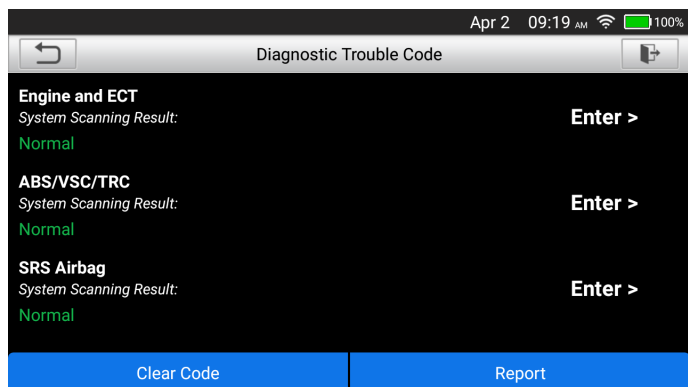 Apr 2 09:19 AM 100%
Diagnostic Trouble Code
Engine and ECT
System Scanning Result:
Enter >
Normal
ABS/VSC/TRC
System Scanning Result:
Enter >
Normal
SRS Airbag
System Scanning Result:
Enter >
Normal
Clear Code Report